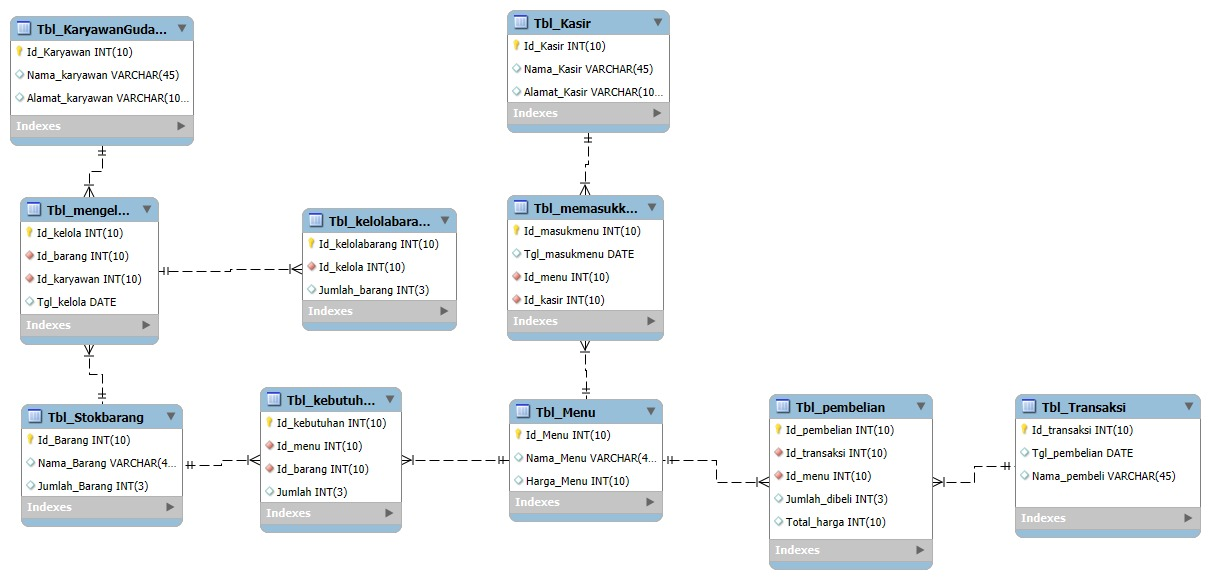 Tbl_KaryawanGuda...
Id_Karyawan INT(10)
Nama_karyawan VARCHAR(45)
Alamat_karyawan VARCHAR(10...
Indexes
Tbl_Kasir
Id_Kasir INT(10)
Nama_Kasir VARCHAR(45)
Alamat_Kasir VARCHAR(10...
Indexes
Tbl_mengel...
Id_kelola INT(10)
Id_barang INT(10)
Id_karyawan INT(10)
Tgl_kelola DATE
Indexes
Tbl_kelolabara...
Id_kelolabarang INT(10)
Id_kelola INT(10)
Jumlah_barang INT(3)
Indexes
Tbl_memasukk...
Id_masukmenu INT(10)
Tgl_masukmenu DATE
Id_menu INT(10)
Id_kasir INT(10)
Indexes
Tbl_Stokbarang
Id_Barang INT(10)
Nama_Barang VARCHAR(4...
Jumlah_Barang INT(3)
Indexes
Tbl_kebutuh...
Id_kebutuhan INT(10)
Id_menu INT(10)
Id_barang INT(10)
Jumlah INT(3)
Indexes
Tbl_Menu
Id_Menu INT(10)
Nama_Menu VARCHAR(4...
Harga_Menu INT(10)
Indexes
Tbl_pembelian
Id_pembelian INT(10)
Id_transaksi INT(10)
Id_menu INT(10)
Jumlah_dibeli INT(3)
Total_harga INT(10)
Indexes
Tbl_Transaksi
Id_transaksi INT(10)
Tgl_pembelian DATE
Nama_pembeli VARCHAR(45)
Indexes